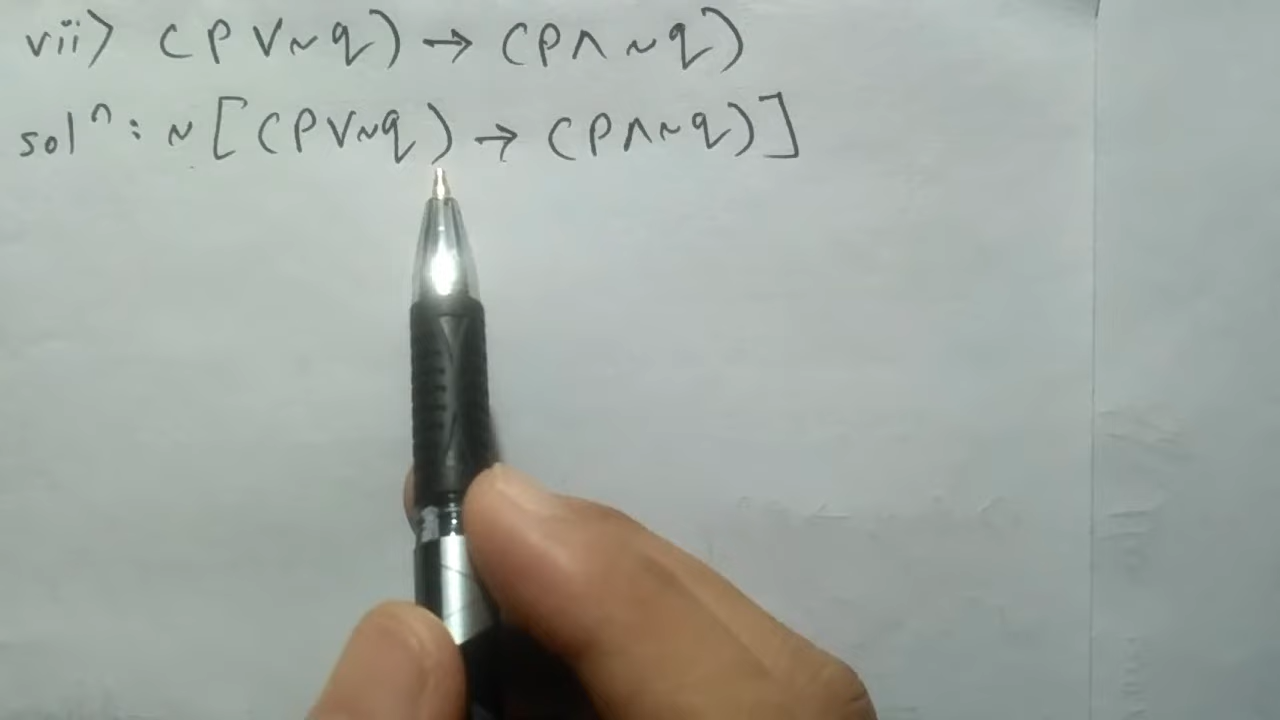 vii) (p ∨ ~q) → (p ∧ ~q)
solⁿ: ~[(p ∨ ~q) → (p ∧ ~q)]